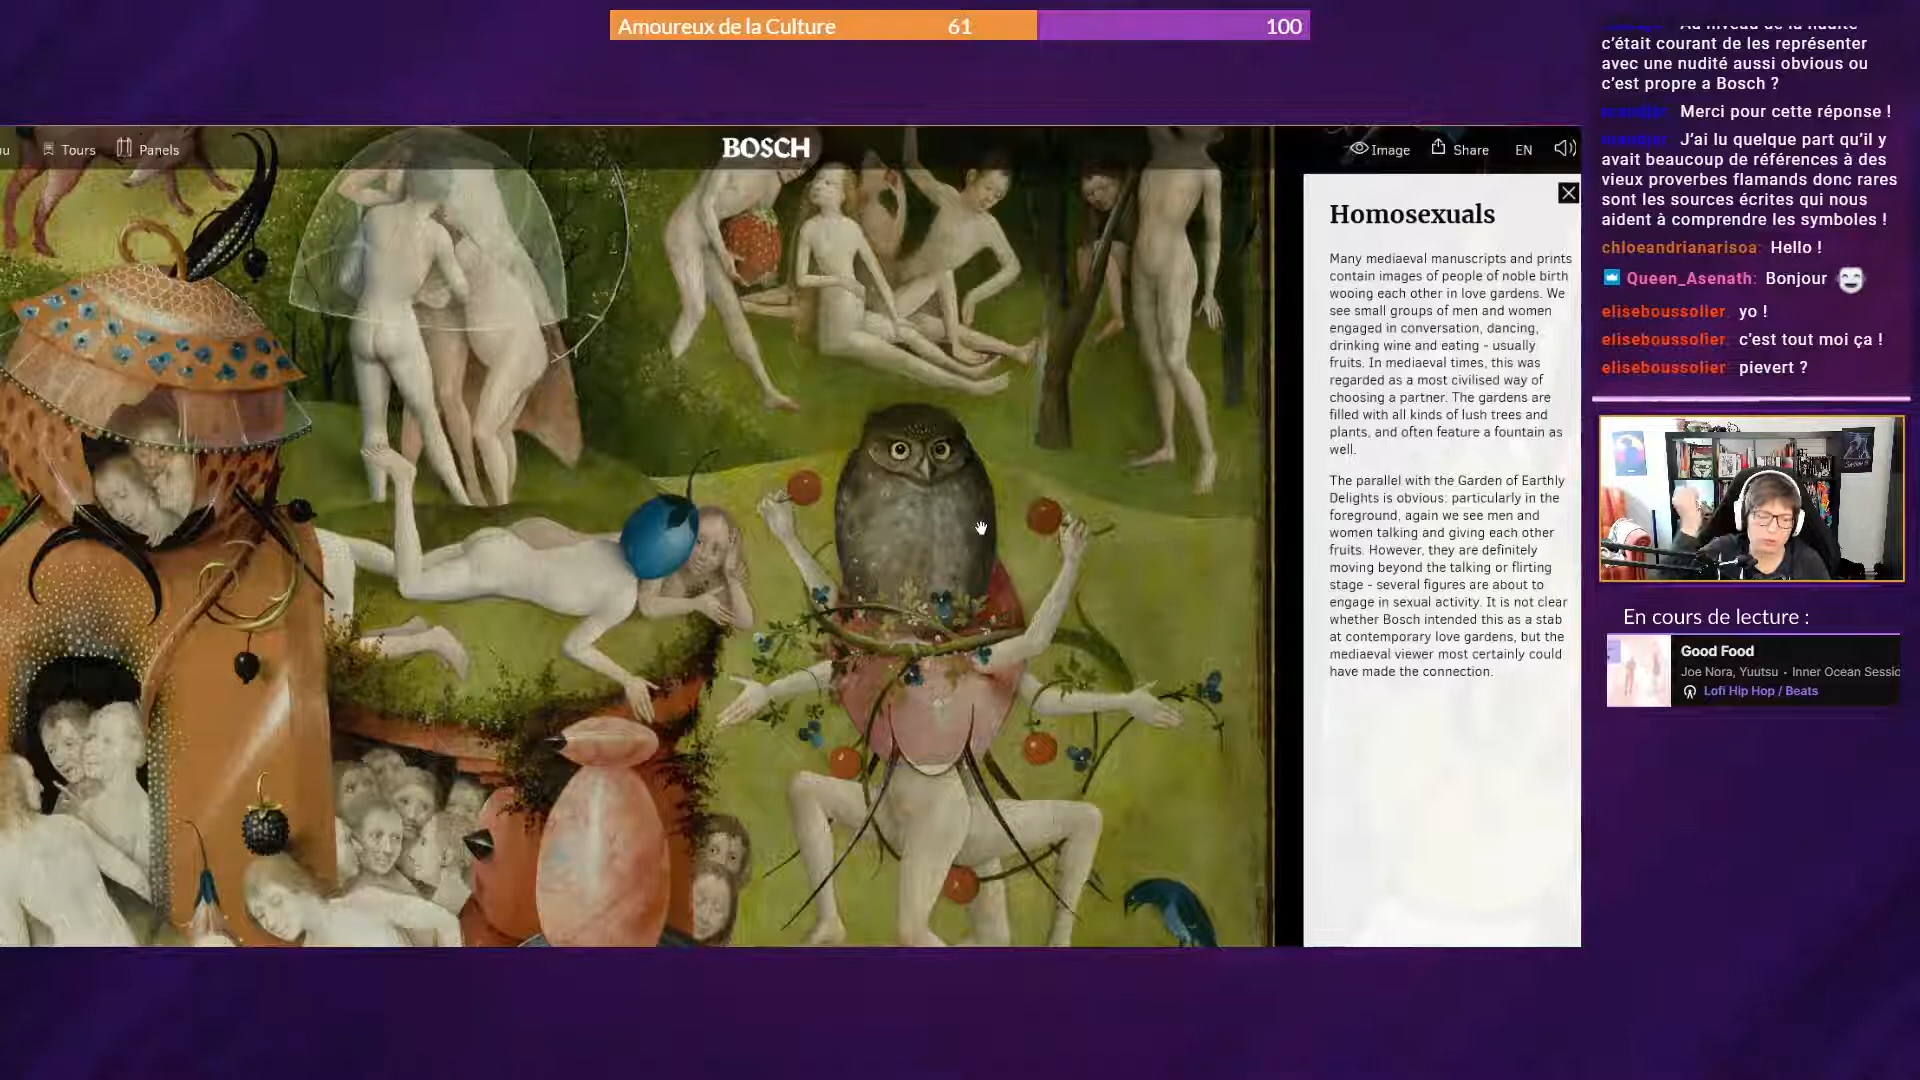 Amoureux de la Culture 61 100
Tours
Panels
BOSCH
Image
Share
EN
Homosexuals
Many mediaeval manuscripts and prints
contain images of people of noble birth
wooing each other in love gardens. We
see small groups of men and women
engaged in conversation, dancing,
drinking wine and eating - usually
fruits. In mediaeval times, this was
regarded as a most civilised way of
choosing a partner. The gardens are
filled with all kinds of lush trees and
plants, and often feature a fountain as
well.
The parallel with the Garden of Earthly
Delights is obvious: particularly in the
foreground, again we see men and
women talking and giving each other
fruits. However, they are definitely
moving beyond the talking or flirting
stage - several figures are about to
engage in sexual activity. It is not clear
whether Bosch intended this as a stab
at contemporary love gardens, but the
mediaeval viewer most certainly could
have made the connection.
Au niveau de la nudité
c'était courant de les représenter
avec une nudité aussi obvious ou
c'est propre a Bosch ?
Merci pour cette réponse !
J'ai lu quelque part qu'il y
avait beaucoup de références à des
vieux proverbes flamands donc rares
sont les sources écrites qui nous
aident à comprendre les symboles !
chloeandrianarisoa: Hello !
Queen_Asenath: Bonjour
eliseboussolier: yo !
eliseboussolier: c'est tout moi ça !
eliseboussolier: pievert ?
En cours de lecture :
Good Food
Joe Nora, Yuutsu • Inner Ocean Sessic
Lofi Hip Hop / Beats